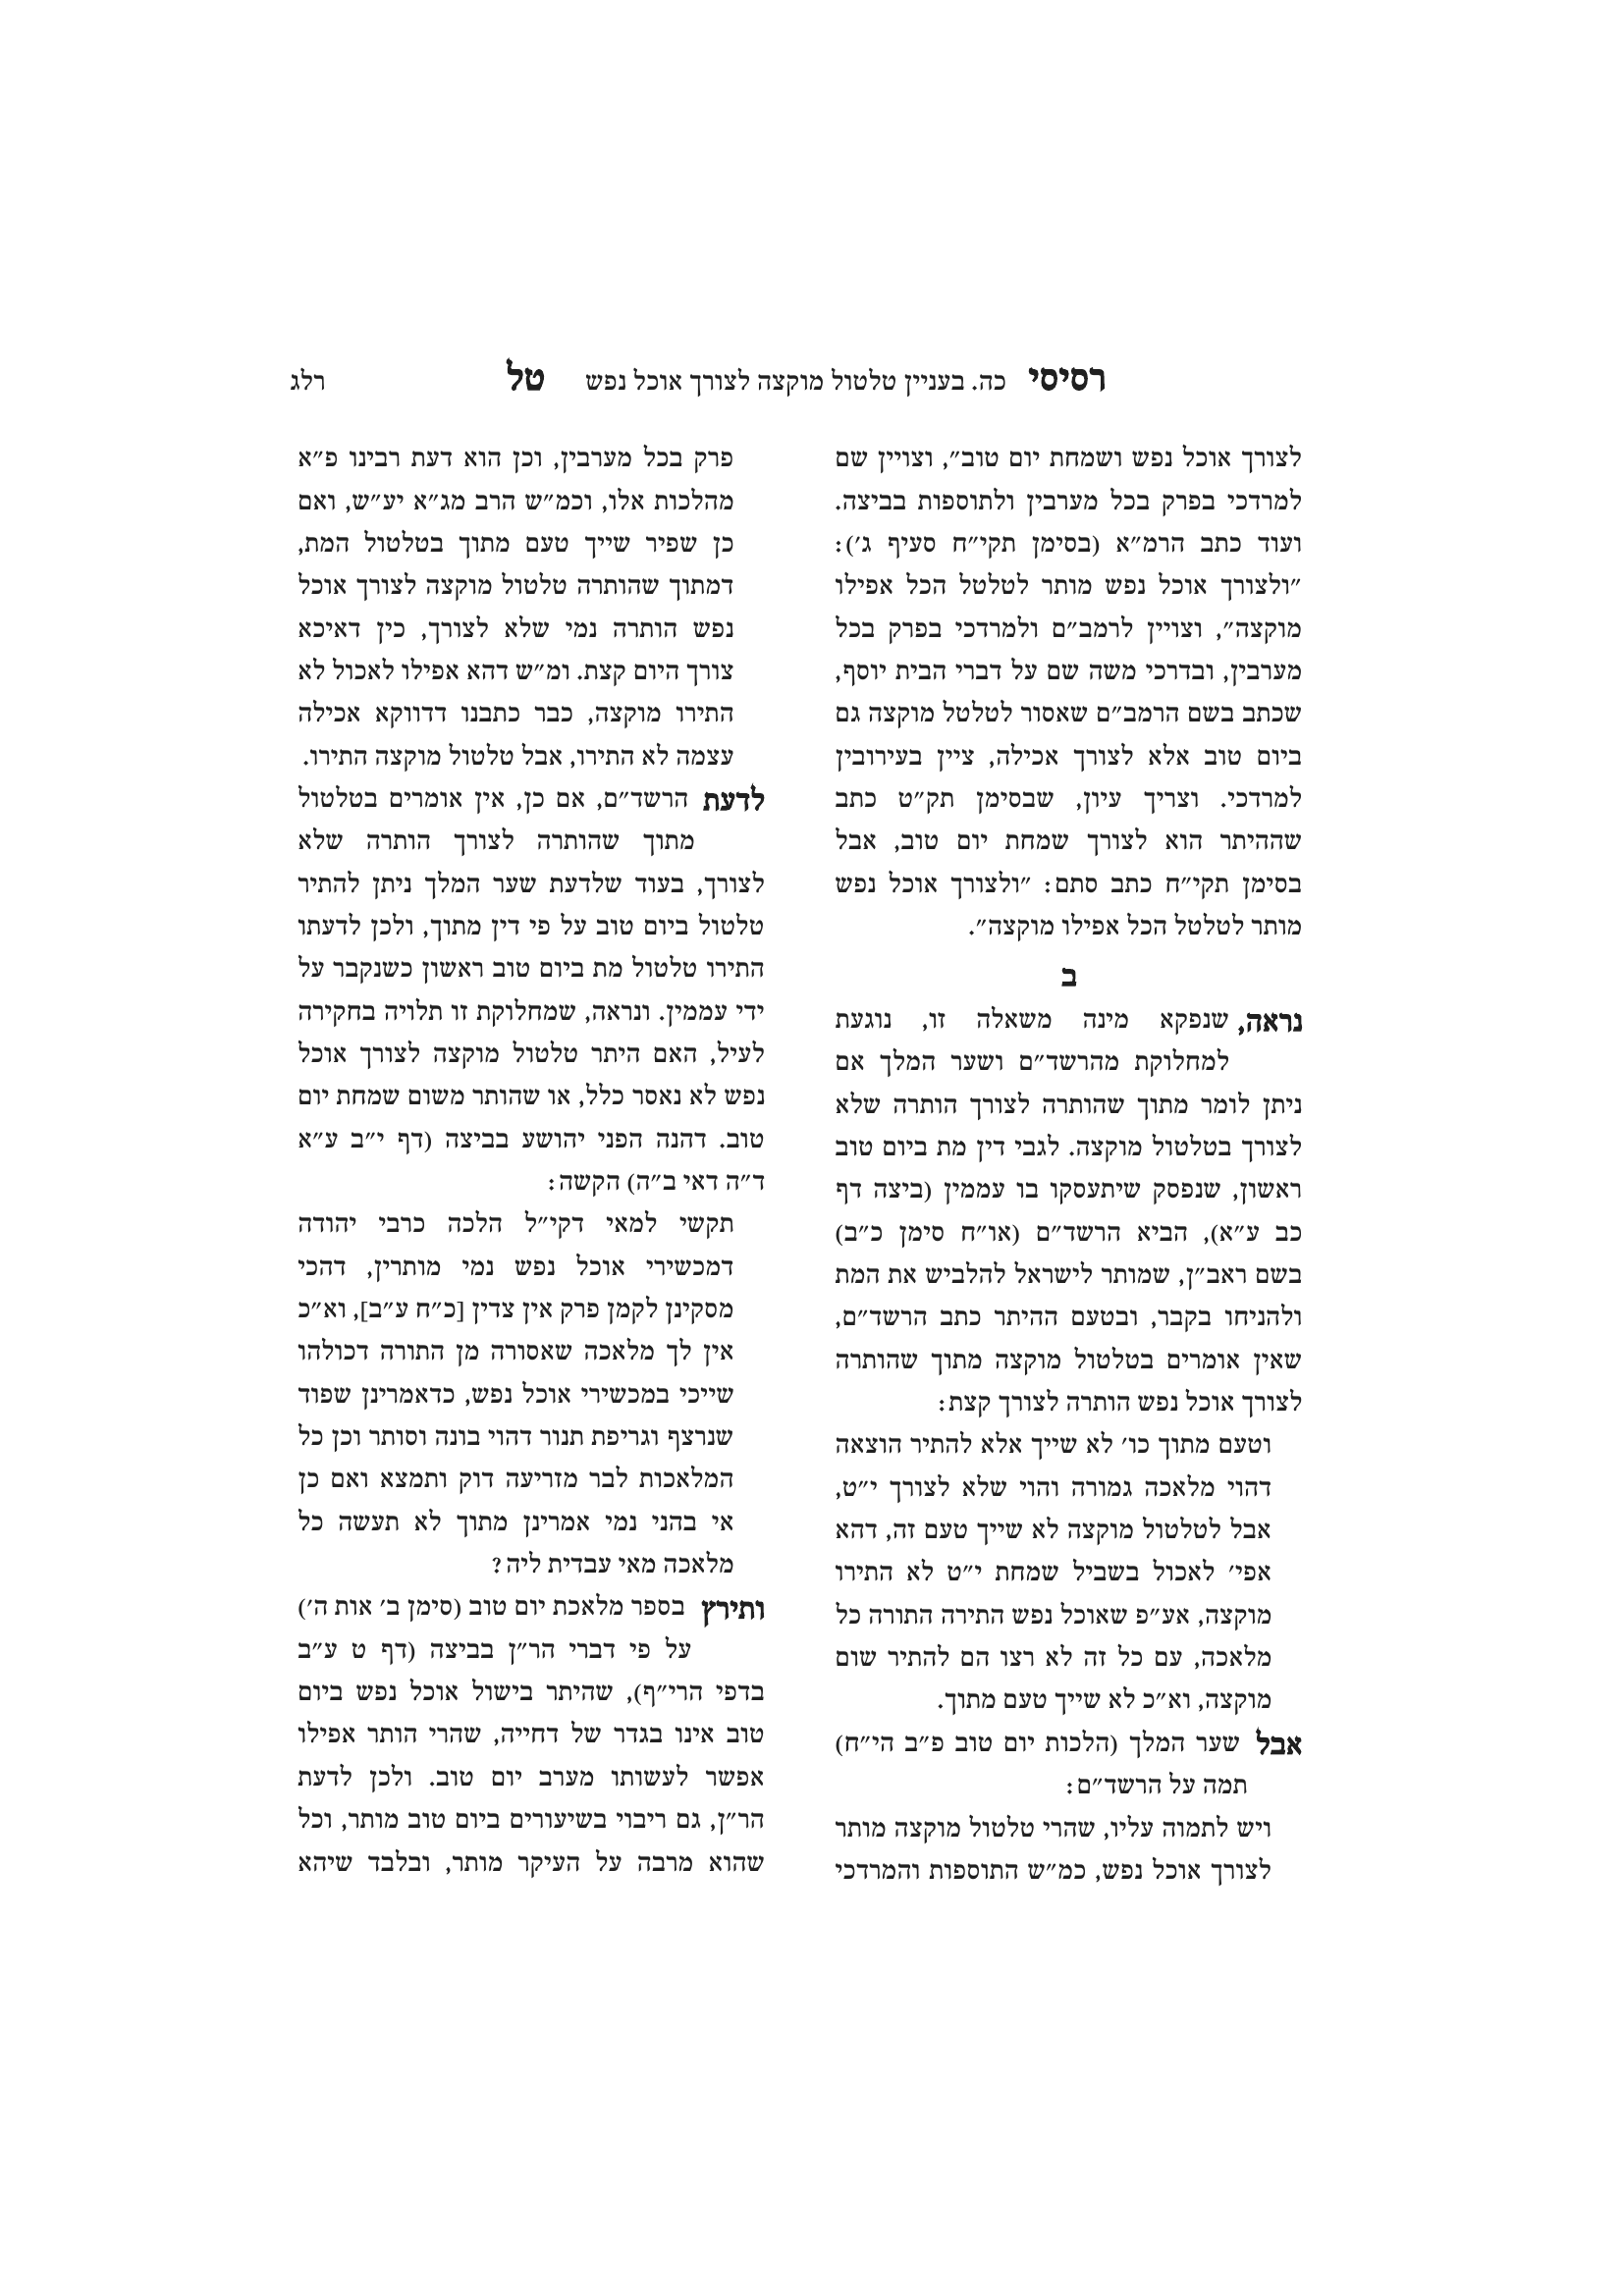 רסיסי כה. בעניין טלטול מוקצה לצורך אוכל נפש טל רלג
לצורך אוכל נפש ושמחת יום טוב״, וצויין שם
למרדכי בפרק בכל מערבין ולתוספות בביצה.
ועוד כתב הרמ״א (בסימן תקי״ח סעיף ג׳):
״ולצורך אוכל נפש מותר לטלטל הכל אפילו
מוקצה״, וצויין לרמב״ם ולמרדכי בפרק בכל
מערבין, ובדרכי משה שם על דברי הבית יוסף,
שכתב בשם הרמב״ם שאסור לטלטל מוקצה גם
ביום טוב אלא לצורך אכילה, ציין בעירובין
למרדכי. וצריך עיון, שבסימן תק״ט כתב
שההיתר הוא לצורך שמחת יום טוב, אבל
בסימן תקי״ח כתב סתם: ״ולצורך אוכל נפש
מותר לטלטל הכל אפילו מוקצה״.
ב
נראה, שנפקא מינה משאלה זו, נוגעת
למחלוקת מהרשד״ם ושער המלך אם
ניתן לומר מתוך שהותרה לצורך הותרה שלא
לצורך בטלטול מוקצה. לגבי דין מת ביום טוב
ראשון, שנפסק שיתעסקו בו עממין (ביצה דף
כב ע״א), הביא הרשד״ם (או״ח סימן כ״ב)
בשם ראב״ן, שמותר לישראל להלביש את המת
ולהניחו בקבר, ובטעם ההיתר כתב הרשד״ם,
שאין אומרים בטלטול מוקצה מתוך שהותרה
לצורך אוכל נפש הותרה לצורך קצת:
וטעם מתוך כו׳ לא שייך אלא להתיר הוצאה
דהוי מלאכה גמורה והוי שלא לצורך י״ט,
אבל לטלטול מוקצה לא שייך טעם זה, דהא
אפי׳ לאכול בשביל שמחת י״ט לא התירו
מוקצה, אע״פ שאוכל נפש התירה התורה כל
מלאכה, עם כל זה לא רצו הם להתיר שום
מוקצה, וא״כ לא שייך טעם מתוך.
אבל שער המלך (הלכות יום טוב פ״ב הי״ח)
תמה על הרשד״ם:
ויש לתמוה עליו, שהרי טלטול מוקצה מותר
לצורך אוכל נפש, כמ״ש התוספות והמרדכי
פרק בכל מערבין, וכן הוא דעת רבינו פ״א
מהלכות אלו, וכמ״ש הרב מג״א יע״ש, ואם
כן שפיר שייך טעם מתוך בטלטול המת,
דמתוך שהותרה טלטול מוקצה לצורך אוכל
נפש הותרה נמי שלא לצורך, כין דאיכא
צורך היום קצת. ומ״ש דהא אפילו לאכול לא
התירו מוקצה, כבר כתבנו דדווקא אכילה
עצמה לא התירו, אבל טלטול מוקצה התירו.
לדעת הרשד״ם, אם כן, אין אומרים בטלטול
מתוך שהותרה לצורך הותרה שלא
לצורך, בעוד שלדעת שער המלך ניתן להתיר
טלטול ביום טוב על פי דין מתוך, ולכן לדעתו
התירו טלטול מת ביום טוב ראשון כשנקבר על
ידי עממין. ונראה, שמחלוקת זו תלויה בחקירה
לעיל, האם היתר טלטול מוקצה לצורך אוכל
נפש לא נאסר כלל, או שהותר משום שמחת יום
טוב. דהנה הפני יהושע בביצה (דף י״ב ע״א
ד״ה דאי ב״ה) הקשה:
תקשי למאי דקי״ל הלכה כרבי יהודה
דמכשירי אוכל נפש נמי מותרין, דהכי
מסקינן לקמן פרק אין צדין [כ״ח ע״ב], וא״כ
אין לך מלאכה שאסורה מן התורה דכולהו
שייכי במכשירי אוכל נפש, כדאמרינן שפוד
שנרצף וגריפת תנור דהוי בונה וסותר וכן כל
המלאכות לבר מזריעה דוק ותמצא ואם כן
אי בהני נמי אמרינן מתוך לא תעשה כל
מלאכה מאי עבדית ליה?
ותירץ בספר מלאכת יום טוב (סימן ב׳ אות ה׳)
על פי דברי הר״ן בביצה (דף ט ע״ב
בדפי הרי״ף), שהיתר בישול אוכל נפש ביום
טוב אינו בגדר של דחייה, שהרי הותר אפילו
אפשר לעשותו מערב יום טוב. ולכן לדעת
הר״ן, גם ריבוי בשיעורים ביום טוב מותר, וכל
שהוא מרבה על העיקר מותר, ובלבד שיהא